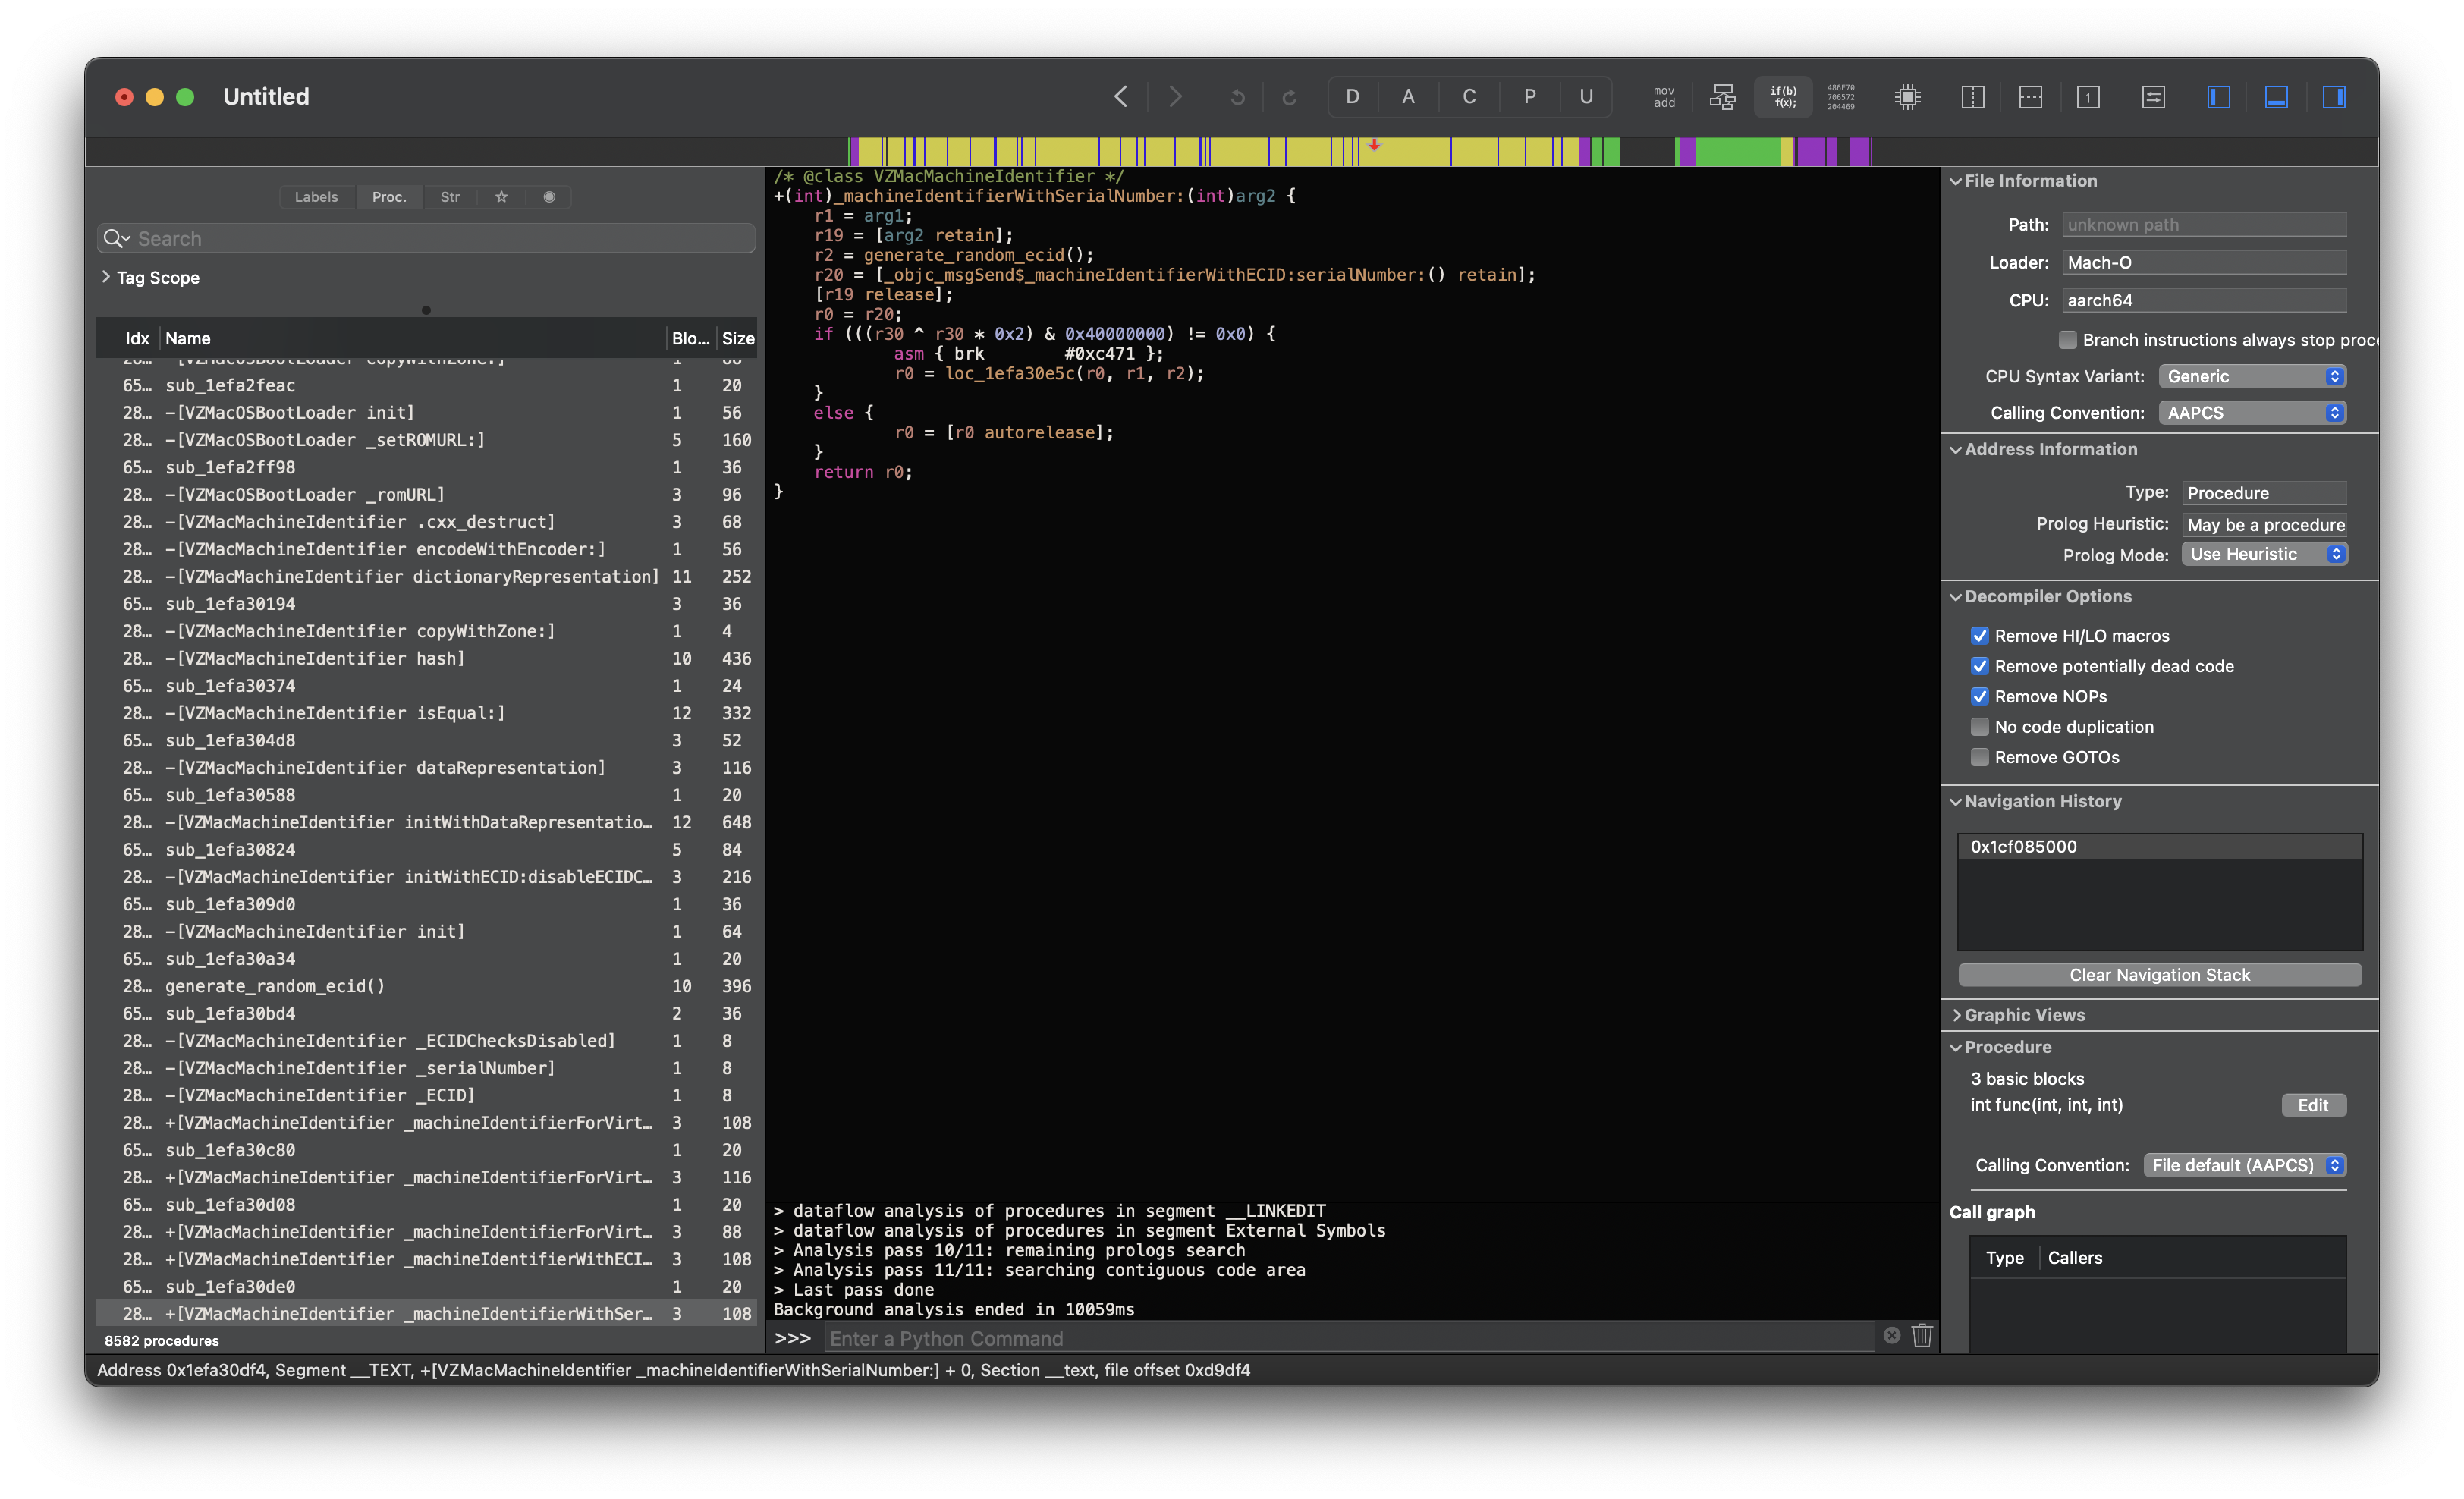 Untitled
D A C P U
mov add
if(b) f(x);
486F70 706572 204469
1
Labels Proc. Str
Search
Tag Scope
Idx Name Blo... Size
28… -[VZMacOSBootLoader copyWithZone:] 1 88
65… sub_1efa2feac 1 20
28… -[VZMacOSBootLoader init] 1 56
28… -[VZMacOSBootLoader _setROMURL:] 5 160
65… sub_1efa2ff98 1 36
28… -[VZMacOSBootLoader _romURL] 3 96
28… -[VZMacMachineIdentifier .cxx_destruct] 3 68
28… -[VZMacMachineIdentifier encodeWithEncoder:] 1 56
28… -[VZMacMachineIdentifier dictionaryRepresentation] 11 252
65… sub_1efa30194 3 36
28… -[VZMacMachineIdentifier copyWithZone:] 1 4
28… -[VZMacMachineIdentifier hash] 10 436
65… sub_1efa30374 1 24
28… -[VZMacMachineIdentifier isEqual:] 12 332
65… sub_1efa304d8 3 52
28… -[VZMacMachineIdentifier dataRepresentation] 3 116
65… sub_1efa30588 1 20
28… -[VZMacMachineIdentifier initWithDataRepresentatio… 12 648
65… sub_1efa30824 5 84
28… -[VZMacMachineIdentifier initWithECID:disableECIDC… 3 216
65… sub_1efa309d0 1 36
28… -[VZMacMachineIdentifier init] 1 64
65… sub_1efa30a34 1 20
28… generate_random_ecid() 10 396
65… sub_1efa30bd4 2 36
28… -[VZMacMachineIdentifier _ECIDChecksDisabled] 1 8
28… -[VZMacMachineIdentifier _serialNumber] 1 8
28… -[VZMacMachineIdentifier _ECID] 1 8
28… +[VZMacMachineIdentifier _machineIdentifierForVirt… 3 108
65… sub_1efa30c80 1 20
28… +[VZMacMachineIdentifier _machineIdentifierForVirt… 3 116
65… sub_1efa30d08 1 20
28… +[VZMacMachineIdentifier _machineIdentifierForVirt… 3 88
28… +[VZMacMachineIdentifier _machineIdentifierWithECI… 3 108
65… sub_1efa30de0 1 20
28… +[VZMacMachineIdentifier _machineIdentifierWithSer… 3 108
8582 procedures
/* @class VZMacMachineIdentifier */
+(int)_machineIdentifierWithSerialNumber:(int)arg2 {
r1 = arg1;
r19 = [arg2 retain];
r2 = generate_random_ecid();
r20 = [_objc_msgSend$_machineIdentifierWithECID:serialNumber:() retain];
[r19 release];
r0 = r20;
if (((r30 ^ r30 * 0x2) & 0x40000000) != 0x0) {
asm { brk #0xc471 };
r0 = loc_1efa30e5c(r0, r1, r2);
}
else {
r0 = [r0 autorelease];
}
return r0;
}
> dataflow analysis of procedures in segment __LINKEDIT
> dataflow analysis of procedures in segment External Symbols
> Analysis pass 10/11: remaining prologs search
> Analysis pass 11/11: searching contiguous code area
> Last pass done
Background analysis ended in 10059ms
>>> Enter a Python Command
File Information
Path: unknown path
Loader: Mach-O
CPU: aarch64
Branch instructions always stop proc
CPU Syntax Variant: Generic
Calling Convention: AAPCS
Address Information
Type: Procedure
Prolog Heuristic: May be a procedure
Prolog Mode: Use Heuristic
Decompiler Options
Remove HI/LO macros
Remove potentially dead code
Remove NOPs
No code duplication
Remove GOTOs
Navigation History
0x1cf085000
Clear Navigation Stack
Graphic Views
Procedure
3 basic blocks
int func(int, int, int)
Edit
Calling Convention: File default (AAPCS)
Call graph
Type Callers
Address 0x1efa30df4, Segment __TEXT, +[VZMacMachineIdentifier _machineIdentifierWithSerialNumber:] + 0, Section __text, file offset 0xd9df4